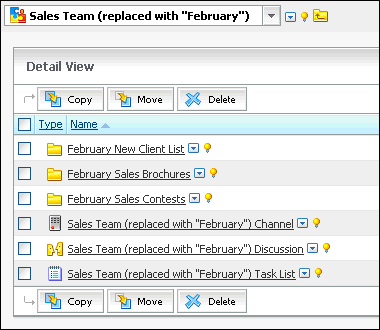 Sales Team (replaced with "February")
Detail View
Copy Move Delete
Type Name
February New Client List
February Sales Brochures
February Sales Contests
Sales Team (replaced with "February") Channel
Sales Team (replaced with "February") Discussion
Sales Team (replaced with "February") Task List
Copy Move Delete